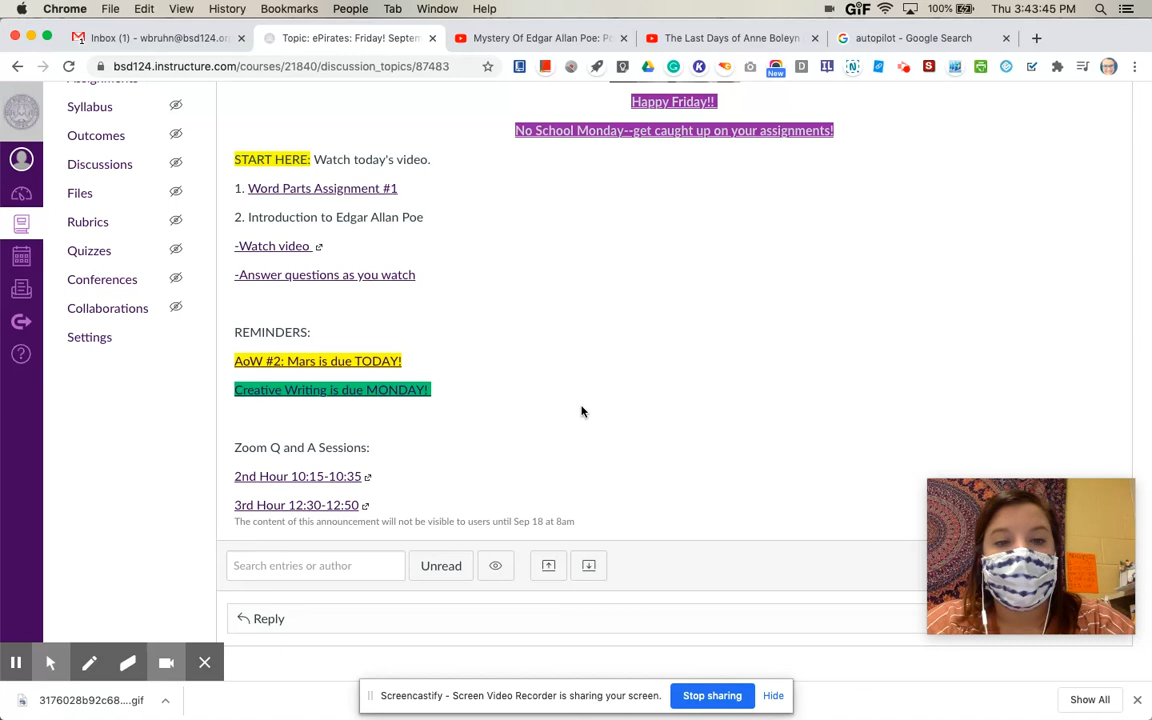 Chrome File Edit View History Bookmarks People Tab Window Help GIF 100% Thu 3:43:45 PM
Inbox (1) - wbruhn@bsd124.or
Topic: ePirates: Friday! Septem
Mystery Of Edgar Allan Poe: Po
The Last Days of Anne Boleyn
autopilot - Google Search
bsd124.instructure.com/courses/21840/discussion_topics/87483
New
Syllabus
Outcomes
Discussions
Files
Rubrics
Quizzes
Conferences
Collaborations
Settings
Happy Friday!!
No School Monday--get caught up on your assignments!
START HERE: Watch today's video.
1. Word Parts Assignment #1
2. Introduction to Edgar Allan Poe
-Watch video
-Answer questions as you watch
REMINDERS:
AoW #2: Mars is due TODAY!
Creative Writing is due MONDAY!
Zoom Q and A Sessions:
2nd Hour 10:15-10:35
3rd Hour 12:30-12:50
The content of this announcement will not be visible to users until Sep 18 at 8am
Search entries or author
Unread
Reply
3176028b92c68....gif
Screencastify - Screen Video Recorder is sharing your screen.
Stop sharing
Hide
Show All